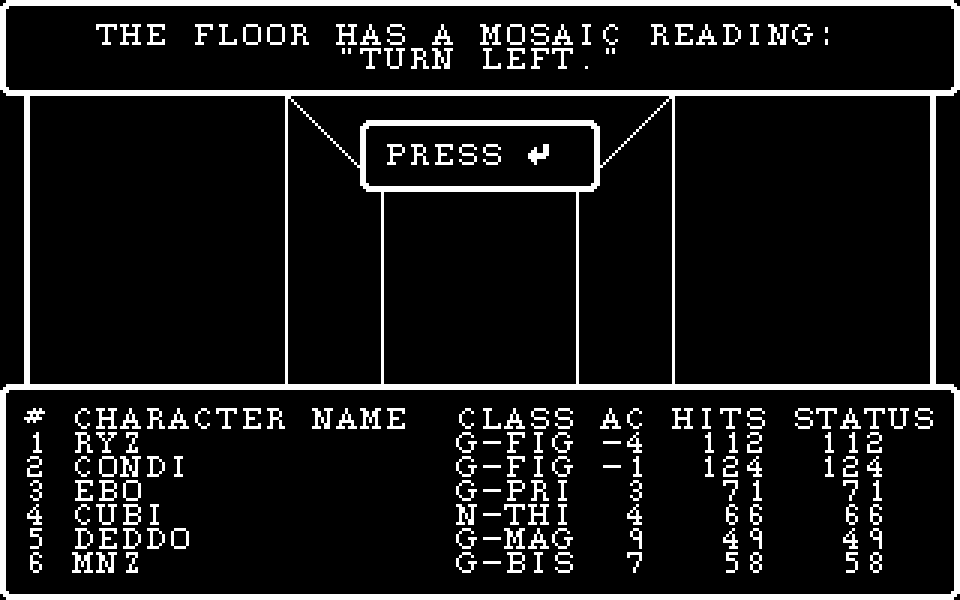 THE FLOOR HAS A MOSAIC READING:
"TURN LEFT."
PRESS ↵
# CHARACTER NAME CLASS AC HITS STATUS
1 RYZ G-FIG -4 112 112
2 CONDI G-FIG -1 124 124
3 EBO G-PRI 3 71 71
4 CUBI N-THI 4 66 66
5 DEDDO G-MAG 9 49 49
6 MNZ G-BIS 7 58 58